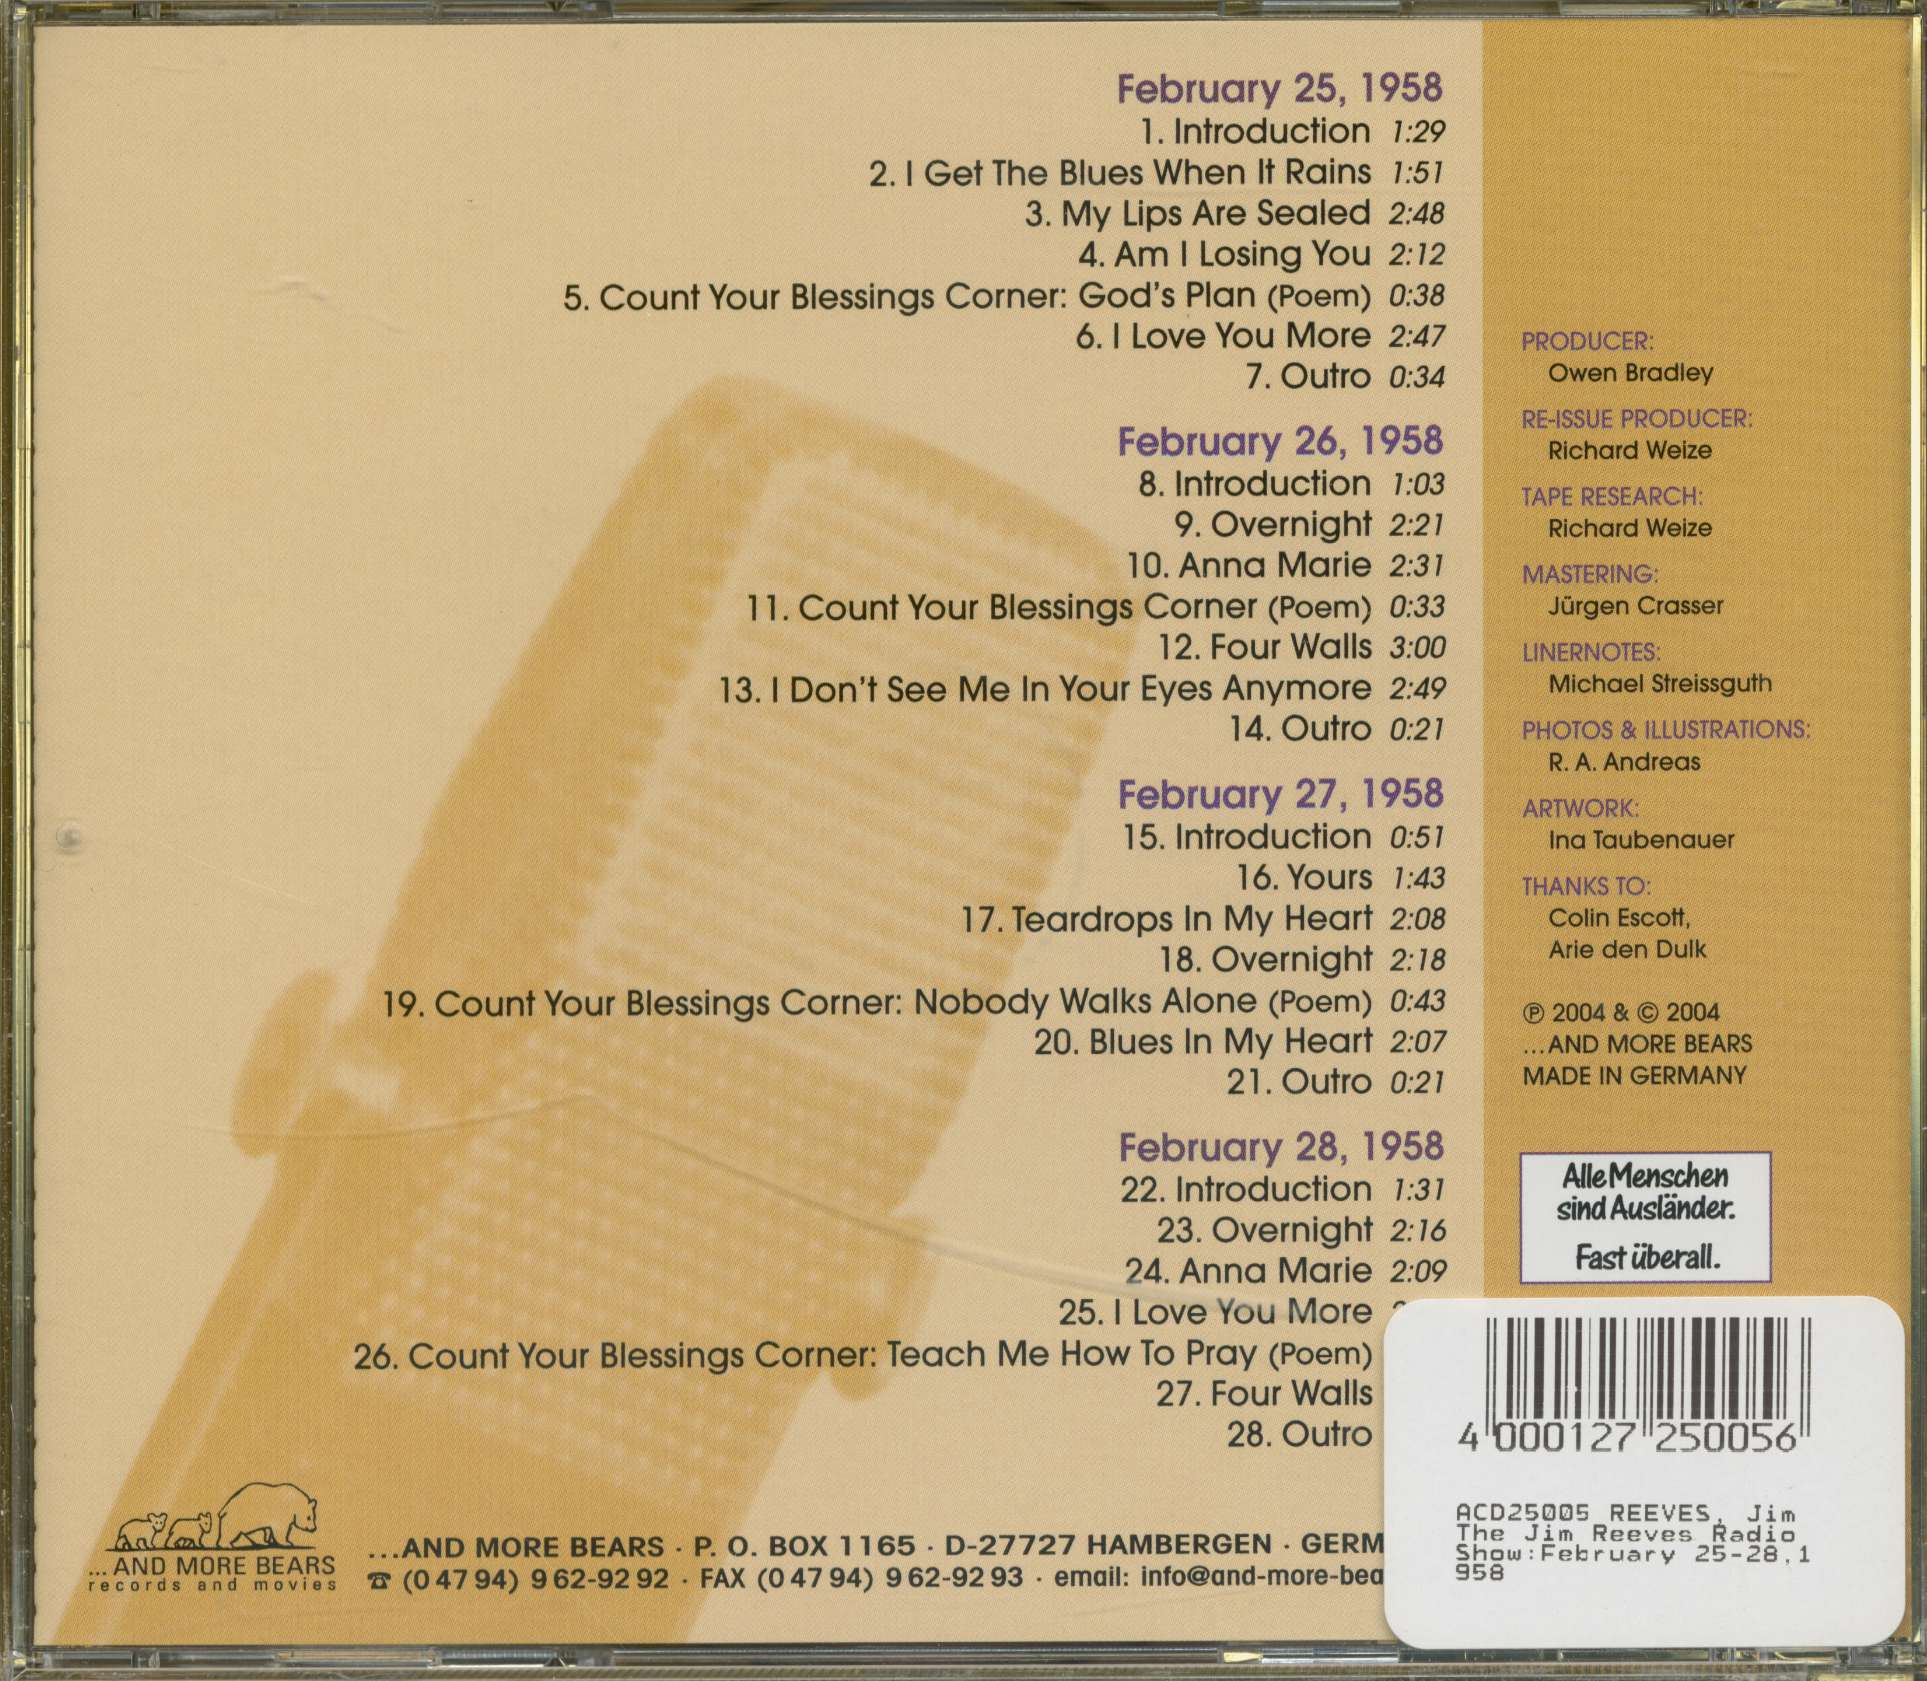 February 25, 1958
1. Introduction 1:29
2. I Get The Blues When It Rains 1:51
3. My Lips Are Sealed 2:48
4. Am I Losing You 2:12
5. Count Your Blessings Corner: God's Plan (Poem) 0:38
6. I Love You More 2:47
7. Outro 0:34
February 26, 1958
8. Introduction 1:03
9. Overnight 2:21
10. Anna Marie 2:31
11. Count Your Blessings Corner (Poem) 0:33
12. Four Walls 3:00
13. I Don't See Me In Your Eyes Anymore 2:49
14. Outro 0:21
February 27, 1958
15. Introduction 0:51
16. Yours 1:43
17. Teardrops In My Heart 2:08
18. Overnight 2:18
19. Count Your Blessings Corner: Nobody Walks Alone (Poem) 0:43
20. Blues In My Heart 2:07
21. Outro 0:21
February 28, 1958
22. Introduction 1:31
23. Overnight 2:16
24. Anna Marie 2:09
25. I Love You More
26. Count Your Blessings Corner: Teach Me How To Pray (Poem)
27. Four Walls
28. Outro
PRODUCER:
Owen Bradley
RE-ISSUE PRODUCER:
Richard Weize
TAPE RESEARCH:
Richard Weize
MASTERING:
Jürgen Crasser
LINERNOTES:
Michael Streissguth
PHOTOS & ILLUSTRATIONS:
R. A. Andreas
ARTWORK:
Ina Taubenauer
THANKS TO:
Colin Escott,
Arie den Dulk
℗ 2004 & © 2004
...AND MORE BEARS
MADE IN GERMANY
Alle Menschen
sind Ausländer.
Fast überall.
4 000127 250056
ACD25005 REEVES, Jim
The Jim Reeves Radio
Show:February 25-28,1
958
...AND MORE BEARS
records and movies
...AND MORE BEARS · P. O. BOX 1165 · D-27727 HAMBERGEN · GERM
☎ (0 47 94) 9 62-92 92 · FAX (0 47 94) 9 62-92 93 · email: info@and-more-bea